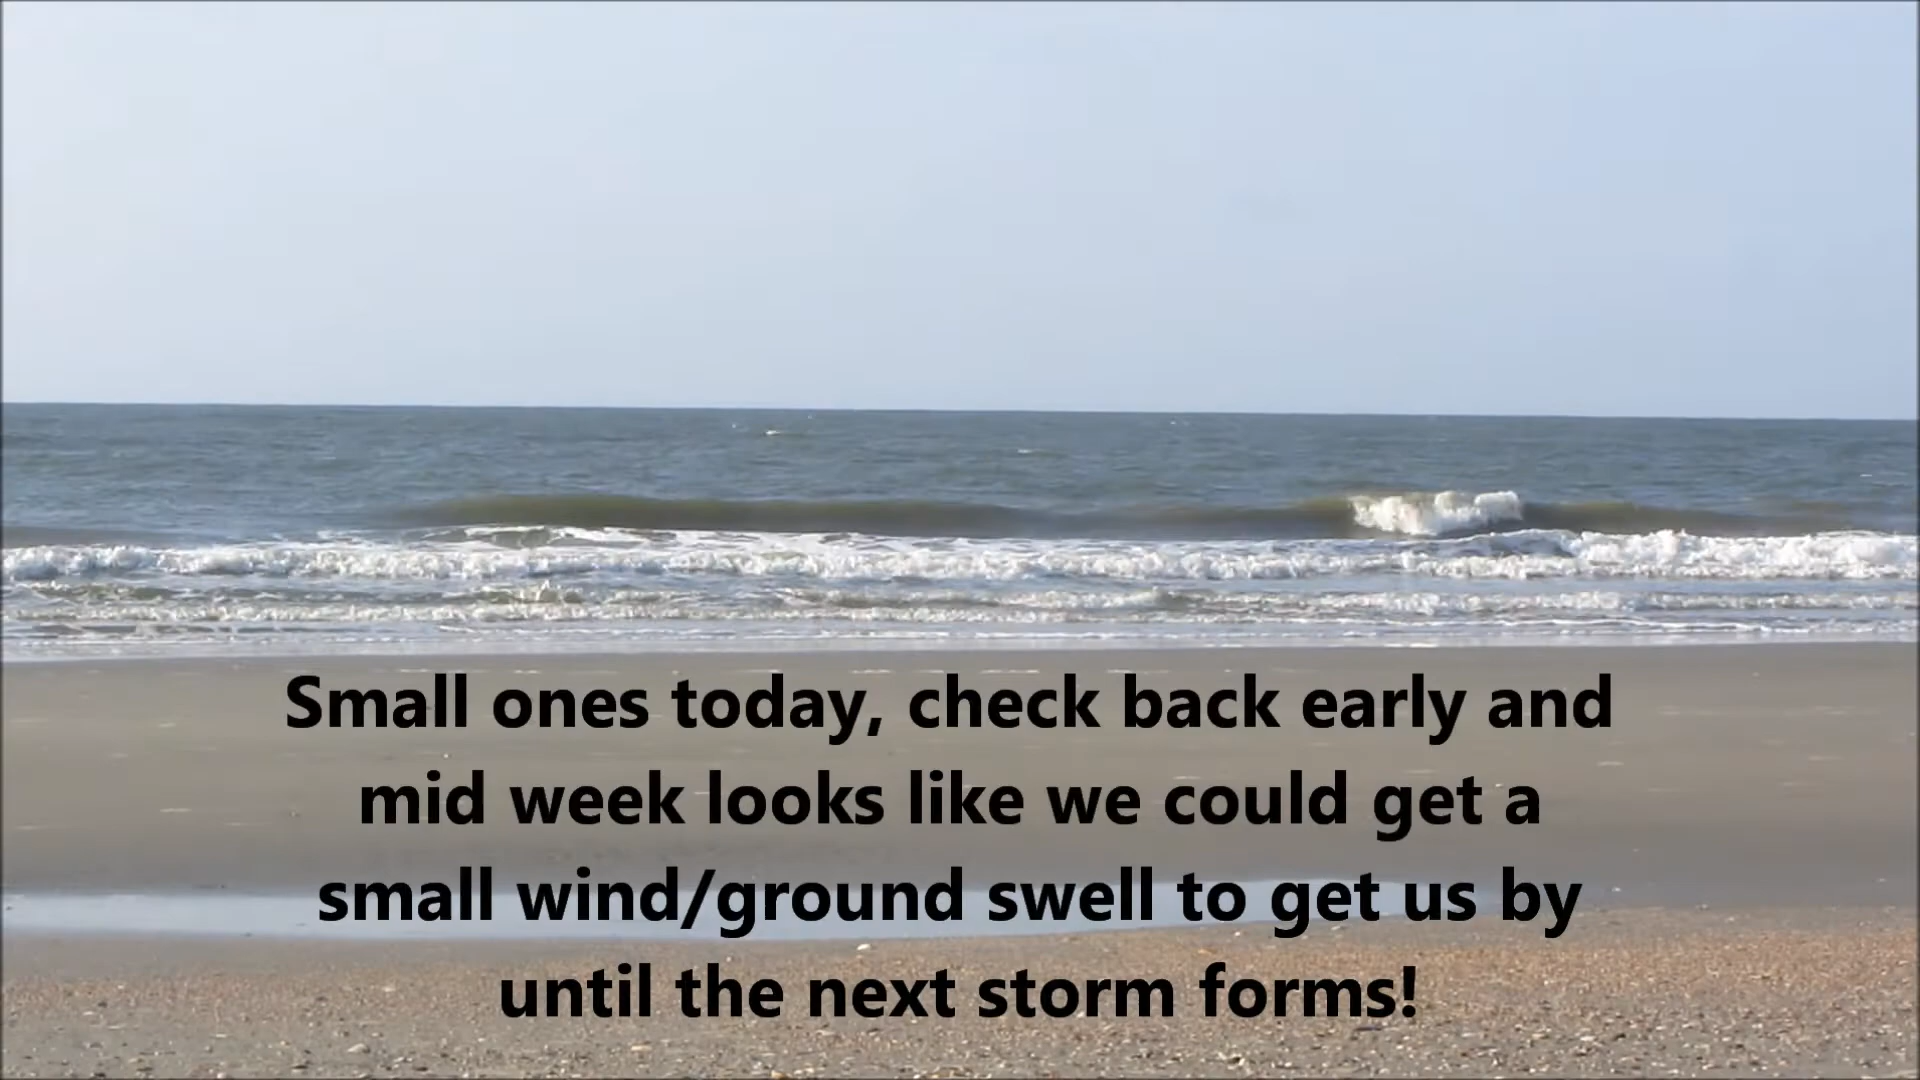 Small ones today, check back early and
mid week looks like we could get a
small wind/ground swell to get us by
until the next storm forms!